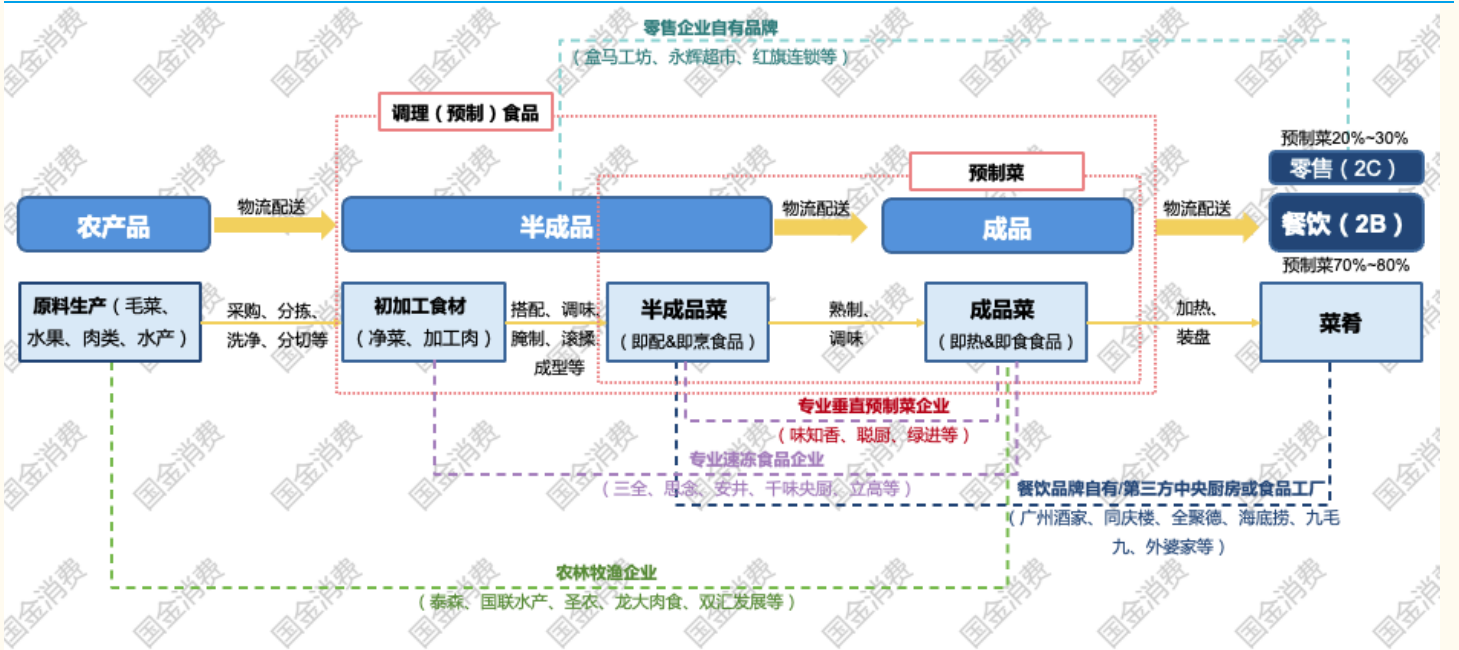 零售企业自有品牌
（盒马工坊、永辉超市、红旗连锁等）
调理（预制）食品
预制菜20%~30%
零售（2C）
预制菜
农产品
物流配送
半成品
物流配送
成品
物流配送
餐饮（2B）
预制菜70%~80%
原料生产（毛菜、
水果、肉类、水产）
采购、分拣、
洗净、分切等
初加工食材
（净菜、加工肉）
搭配、调味、
腌制、滚揉、
成型等
半成品菜
（即配&即烹食品）
熟制、
调味
成品菜
（即热&即食食品）
加热、
装盘
菜肴
专业垂直预制菜企业
（味知香、聪厨、绿进等）
专业速冻食品企业
（三全、思念、安井、千味央厨、立高等）
餐饮品牌自有/第三方中央厨房或食品工厂
（广州酒家、同庆楼、全聚德、海底捞、九毛
九、外婆家等）
农林牧渔企业
（泰森、国联水产、圣农、龙大肉食、双汇发展等）
国金消费